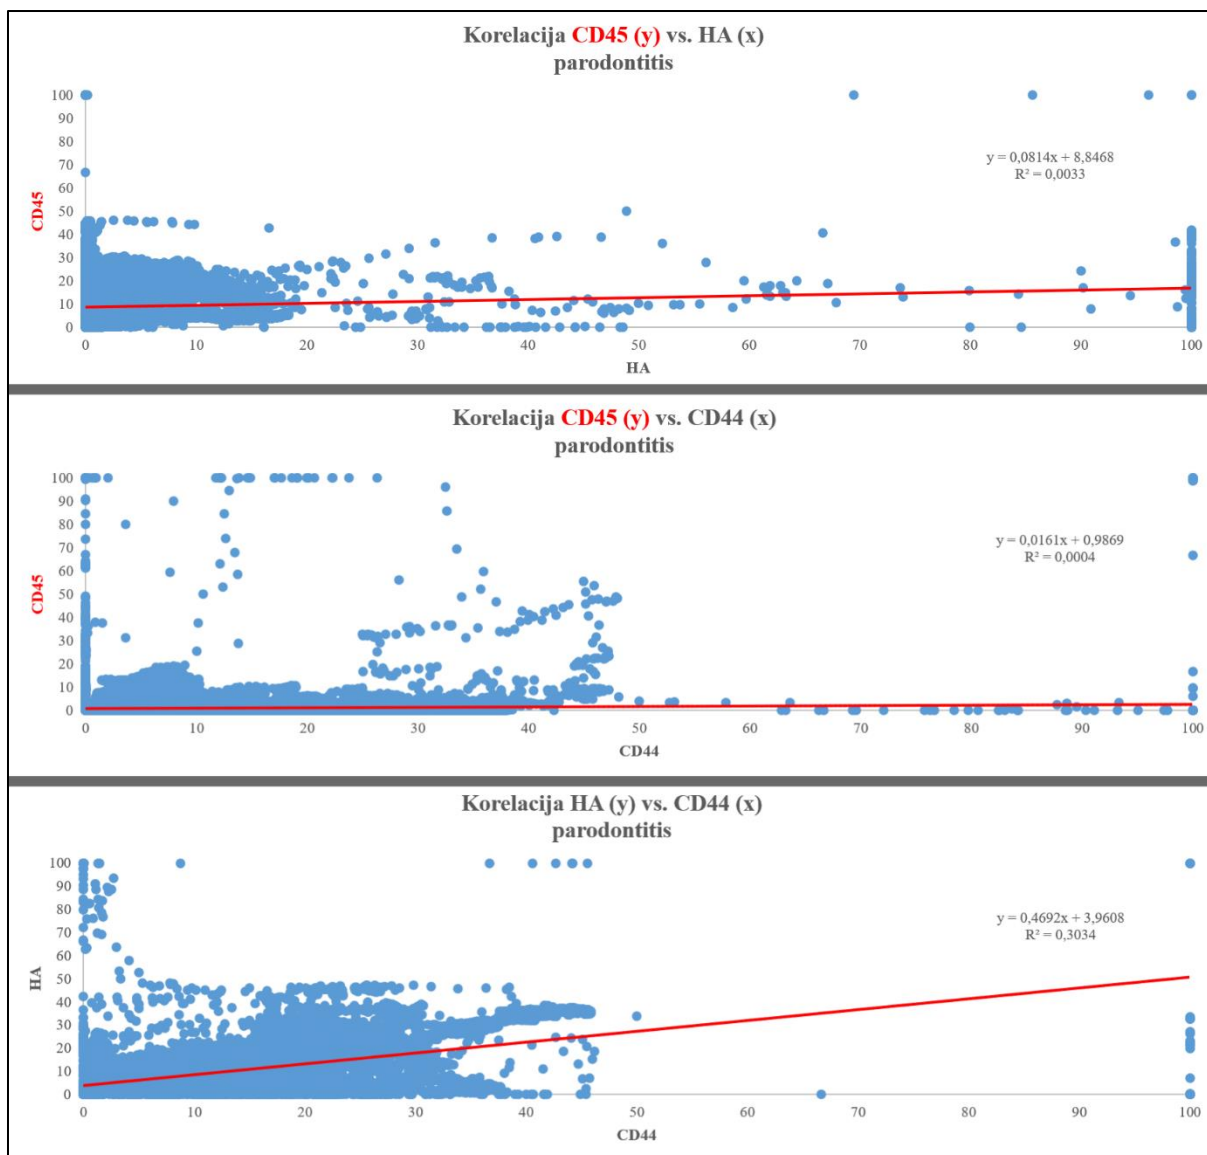 Korelacija CD45 (y) vs. HA (x)
parodontitis
100
90
80
70
60
50
40
30
20
10
0
CD45
y = 0,0814x + 8,8468
R² = 0,0033
0 10 20 30 40 50 60 70 80 90 100
HA
Korelacija CD45 (y) vs. CD44 (x)
parodontitis
100
90
80
70
60
50
40
30
20
10
0
CD45
y = 0,0161x + 0,9869
R² = 0,0004
0 10 20 30 40 50 60 70 80 90 100
CD44
Korelacija HA (y) vs. CD44 (x)
parodontitis
100
90
80
70
60
50
40
30
20
10
0
HA
y = 0,4692x + 3,9608
R² = 0,3034
0 10 20 30 40 50 60 70 80 90 100
CD44